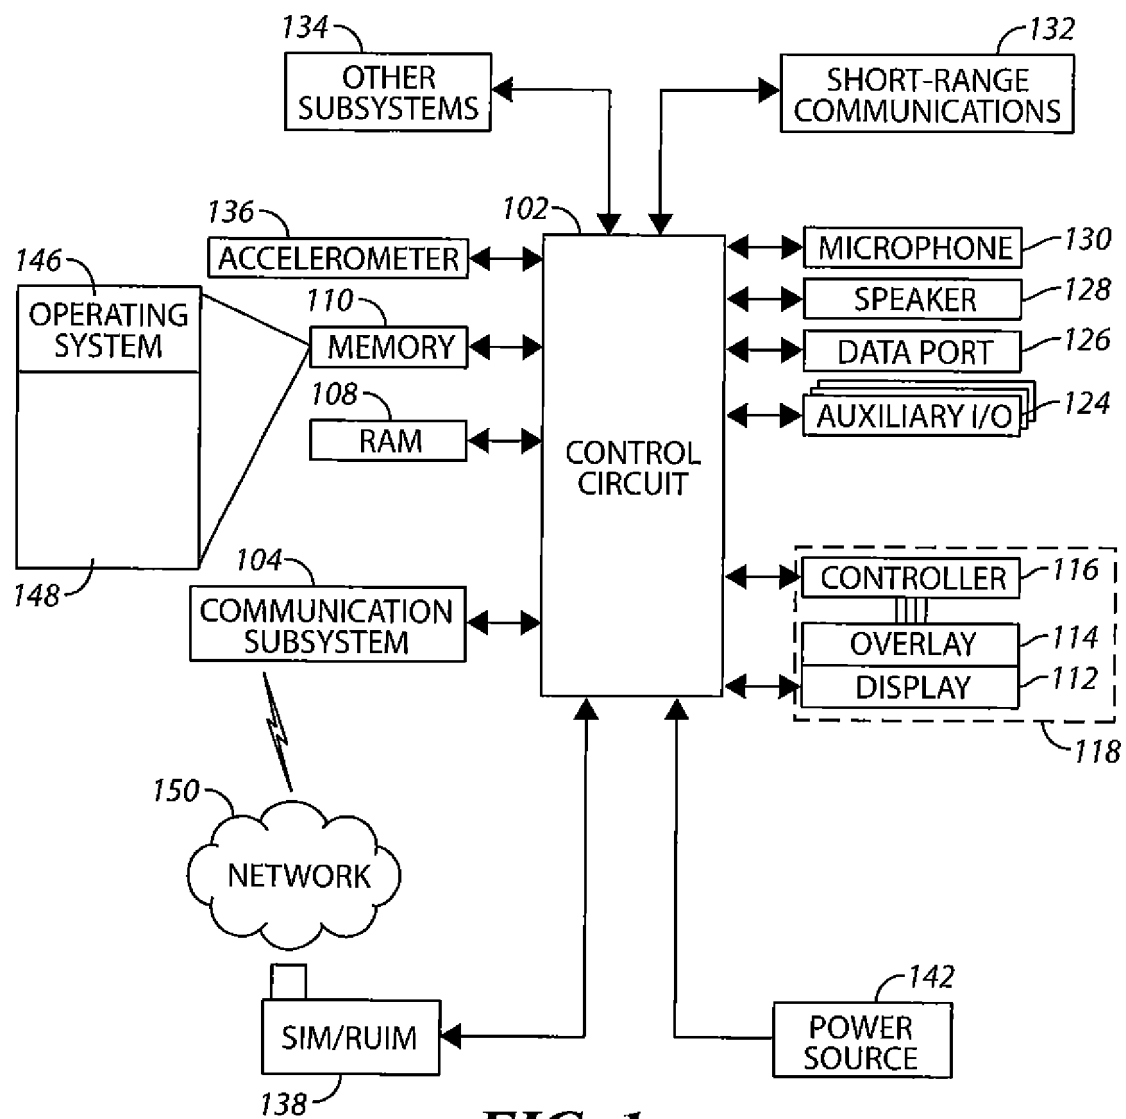 134
OTHER
SUBSYSTEMS
132
SHORT-RANGE
COMMUNICATIONS
136
ACCELEROMETER
102
MICROPHONE
130
146
OPERATING
SYSTEM
110
MEMORY
SPEAKER
128
DATA PORT
126
108
RAM
AUXILIARY I/O
124
CONTROL
CIRCUIT
148
104
COMMUNICATION
SUBSYSTEM
CONTROLLER
116
OVERLAY
114
DISPLAY
112
118
150
NETWORK
SIM/RUIM
138
142
POWER
SOURCE
FIG. 1